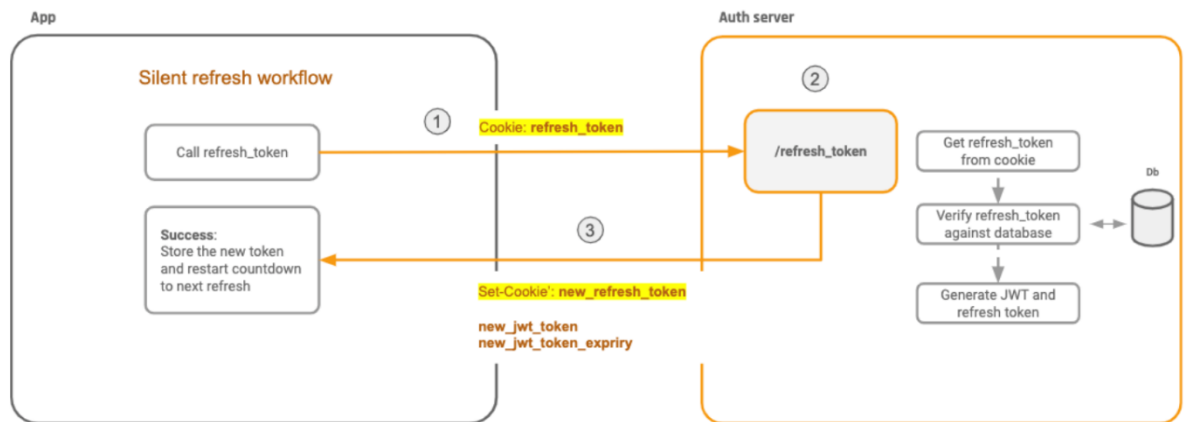 App
Auth server
Silent refresh workflow
1
2
Cookie: refresh_token
Call refresh_token
/refresh_token
Get refresh_token
from cookie
Db
Verify refresh_token
against database
3
Success:
Store the new token
and restart countdown
to next refresh
Set-Cookie': new_refresh_token
Generate JWT and
refresh token
new_jwt_token
new_jwt_token_expriry